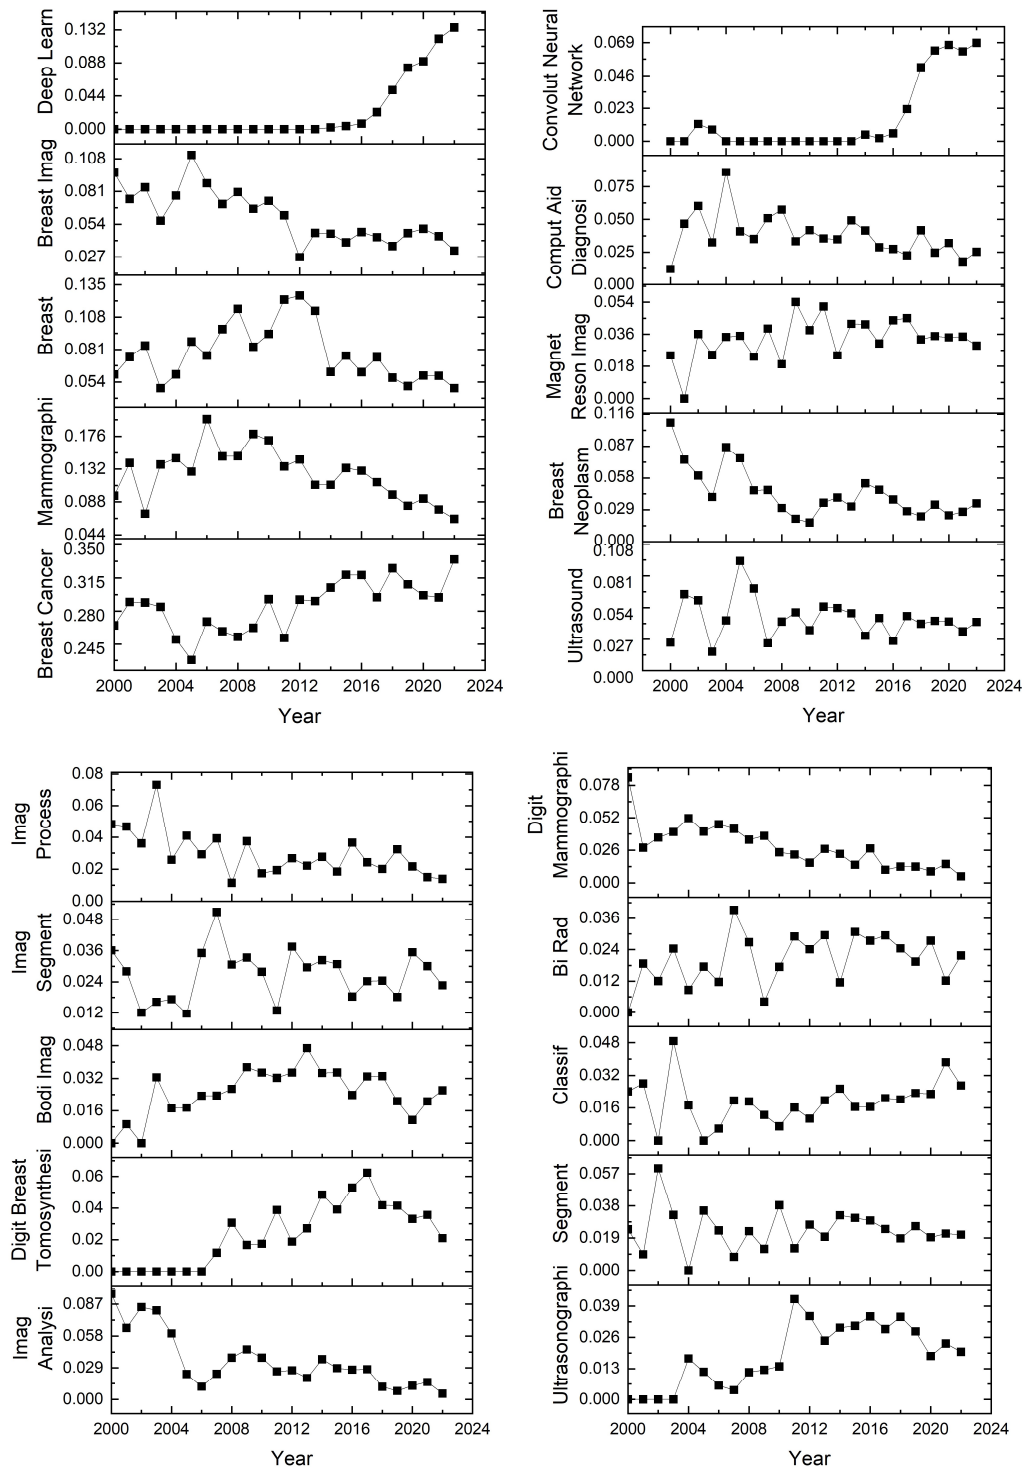 Deep Learn
0.132
0.088
0.044
0.000
Breast Imag
0.108
0.081
0.054
0.027
Breast
0.135
0.108
0.081
0.054
Mammographi
0.176
0.132
0.088
0.044
Breast Cancer
0.350
0.315
0.280
0.245
2000 2004 2008 2012 2016 2020 2024
Year
Convolut Neural
Network
0.069
0.046
0.023
0.000
Comput Aid
Diagnosi
0.075
0.050
0.025
0.000
Magnet
Reson Imag
0.054
0.036
0.018
0.000
Breast
Neoplasm
0.116
0.087
0.058
0.029
0.000
Ultrasound
0.108
0.081
0.054
0.027
0.000
2000 2004 2008 2012 2016 2020 2024
Year
Imag
Process
0.08
0.06
0.04
0.02
0.00
Imag
Segment
0.048
0.036
0.024
0.012
Bodi Imag
0.048
0.032
0.016
0.000
Digit Breast
Tomosynthesi
0.06
0.04
0.02
0.00
Imag
Analysi
0.087
0.058
0.029
0.000
2000 2004 2008 2012 2016 2020 2024
Year
Digit
Mammographi
0.078
0.052
0.026
0.000
Bi Rad
0.036
0.024
0.012
0.000
Classif
0.048
0.032
0.016
0.000
Segment
0.057
0.038
0.019
0.000
Ultrasonographi
0.039
0.026
0.013
0.000
2000 2004 2008 2012 2016 2020 2024
Year